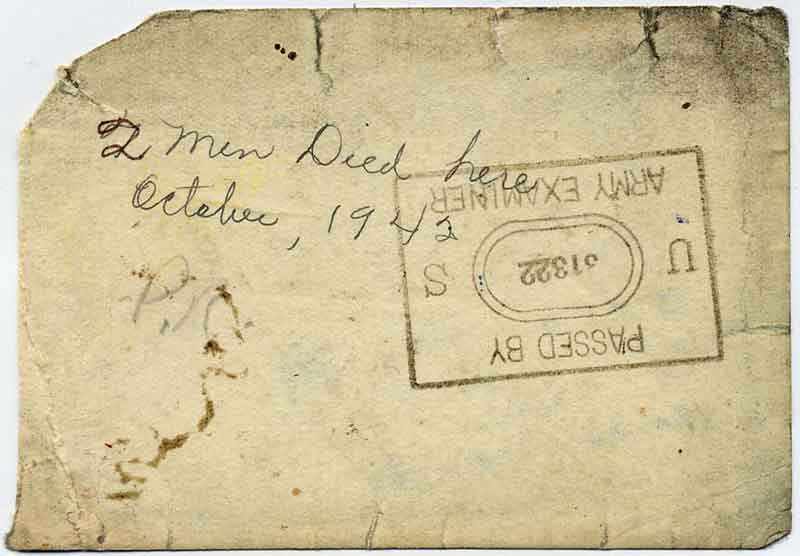 2 Men Died here
October, 1942
P.N.
PASSED BY
U 51322 S
ARMY EXAMINER